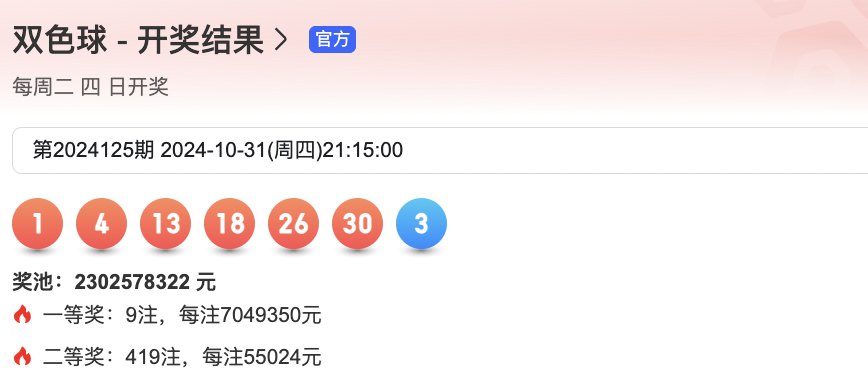 双色球 - 开奖结果 官方
每周二 四 日开奖
第2024125期 2024-10-31(周四)21:15:00
1 4 13 18 26 30 3
奖池：2302578322 元
一等奖：9注，每注7049350元
二等奖：419注，每注55024元